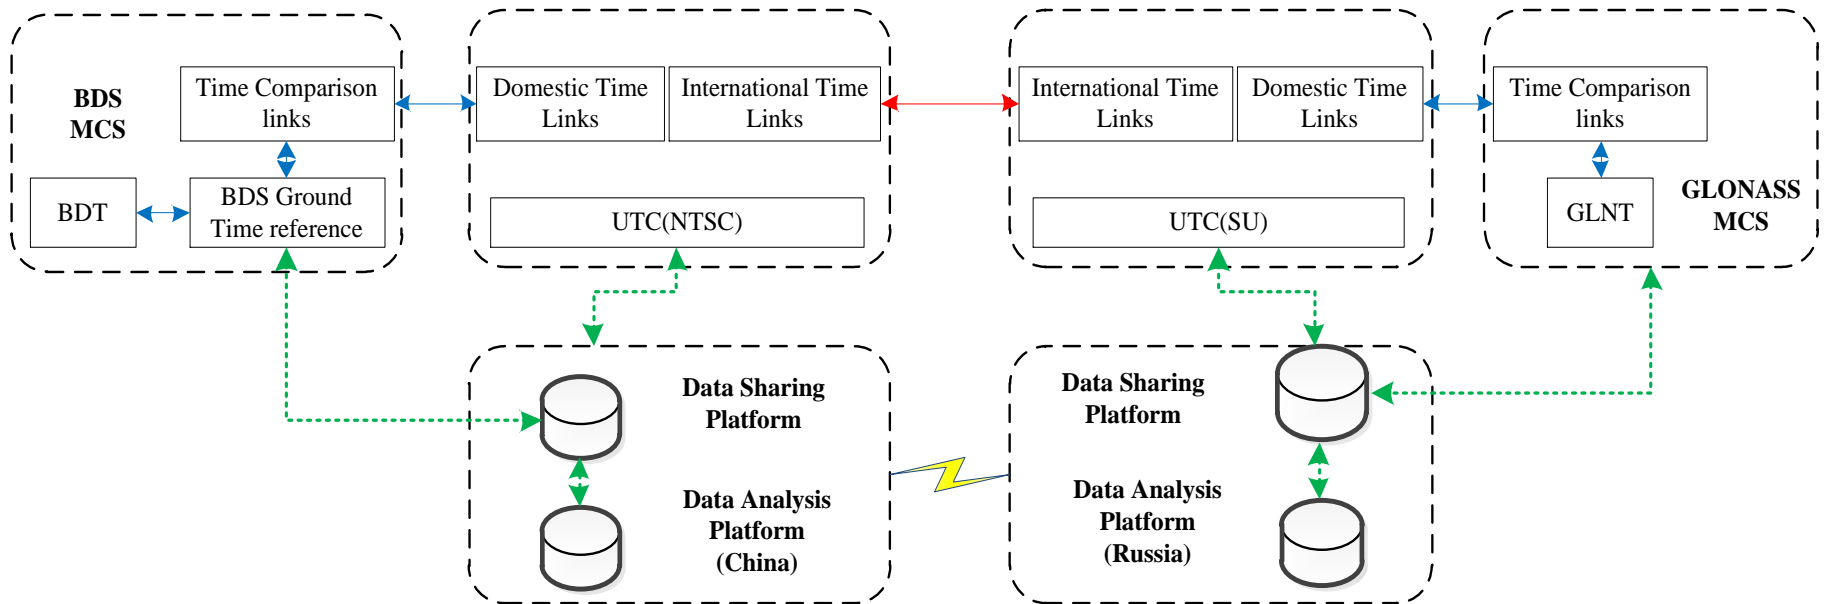 BDS
MCS
Time Comparison
links
BDT
BDS Ground
Time reference
Domestic Time
Links
International Time
Links
UTC(NTSC)
International Time
Links
Domestic Time
Links
UTC(SU)
Time Comparison
links
GLNT
GLONASS
MCS
Data Sharing
Platform
Data Analysis
Platform
(China)
Data Sharing
Platform
Data Analysis
Platform
(Russia)